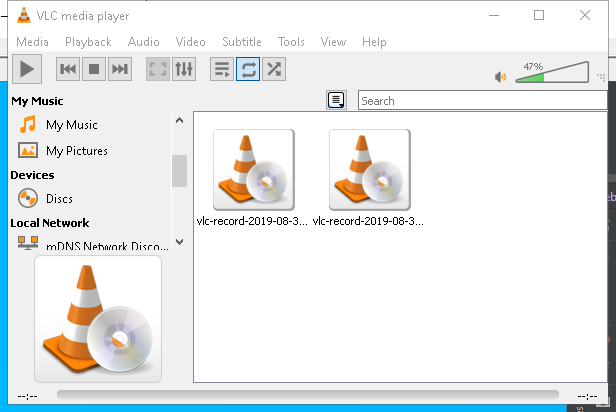 VLC media player
Media Playback Audio Video Subtitle Tools View Help
47%
My Music
Search
My Music
My Pictures
Devices
Discs
Local Network
mDNS Network Disco...
vlc-record-2019-08-3... vlc-record-2019-08-3...
--:-- --:--